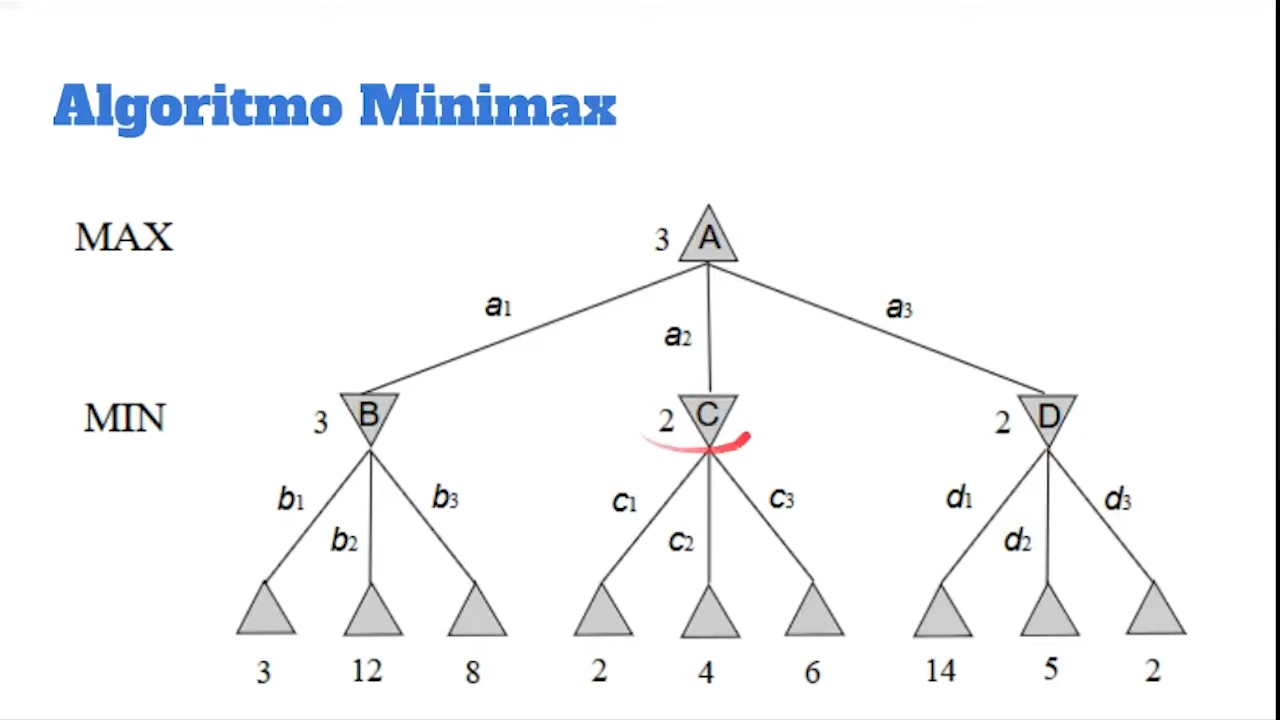 Algoritmo Minimax
MAX
3 A
a1 a2 a3
MIN
3 B 2 C 2 D
b1 b2 b3 c1 c2 c3 d1 d2 d3
3 12 8 2 4 6 14 5 2